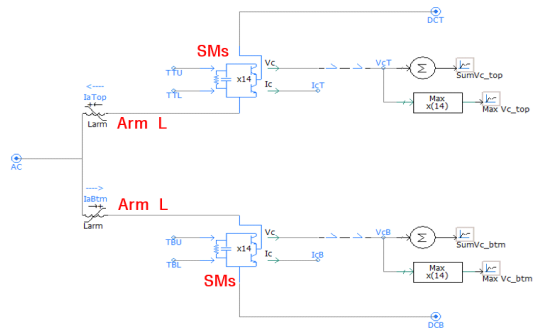 DCT
SMs
Vc
VcT
Σ
SumVc_top
TTU
x14
<----
IaTop
TTL
Ic
IcT
Max
x(14)
Max Vc_top
Larm
Arm L
AC
---->
IaBtm
Arm L
Larm
TBU
x14
Vc
VcB
Σ
SumVc_btm
TBL
Ic
IcB
Max
x(14)
Max Vc_btm
SMs
DCB